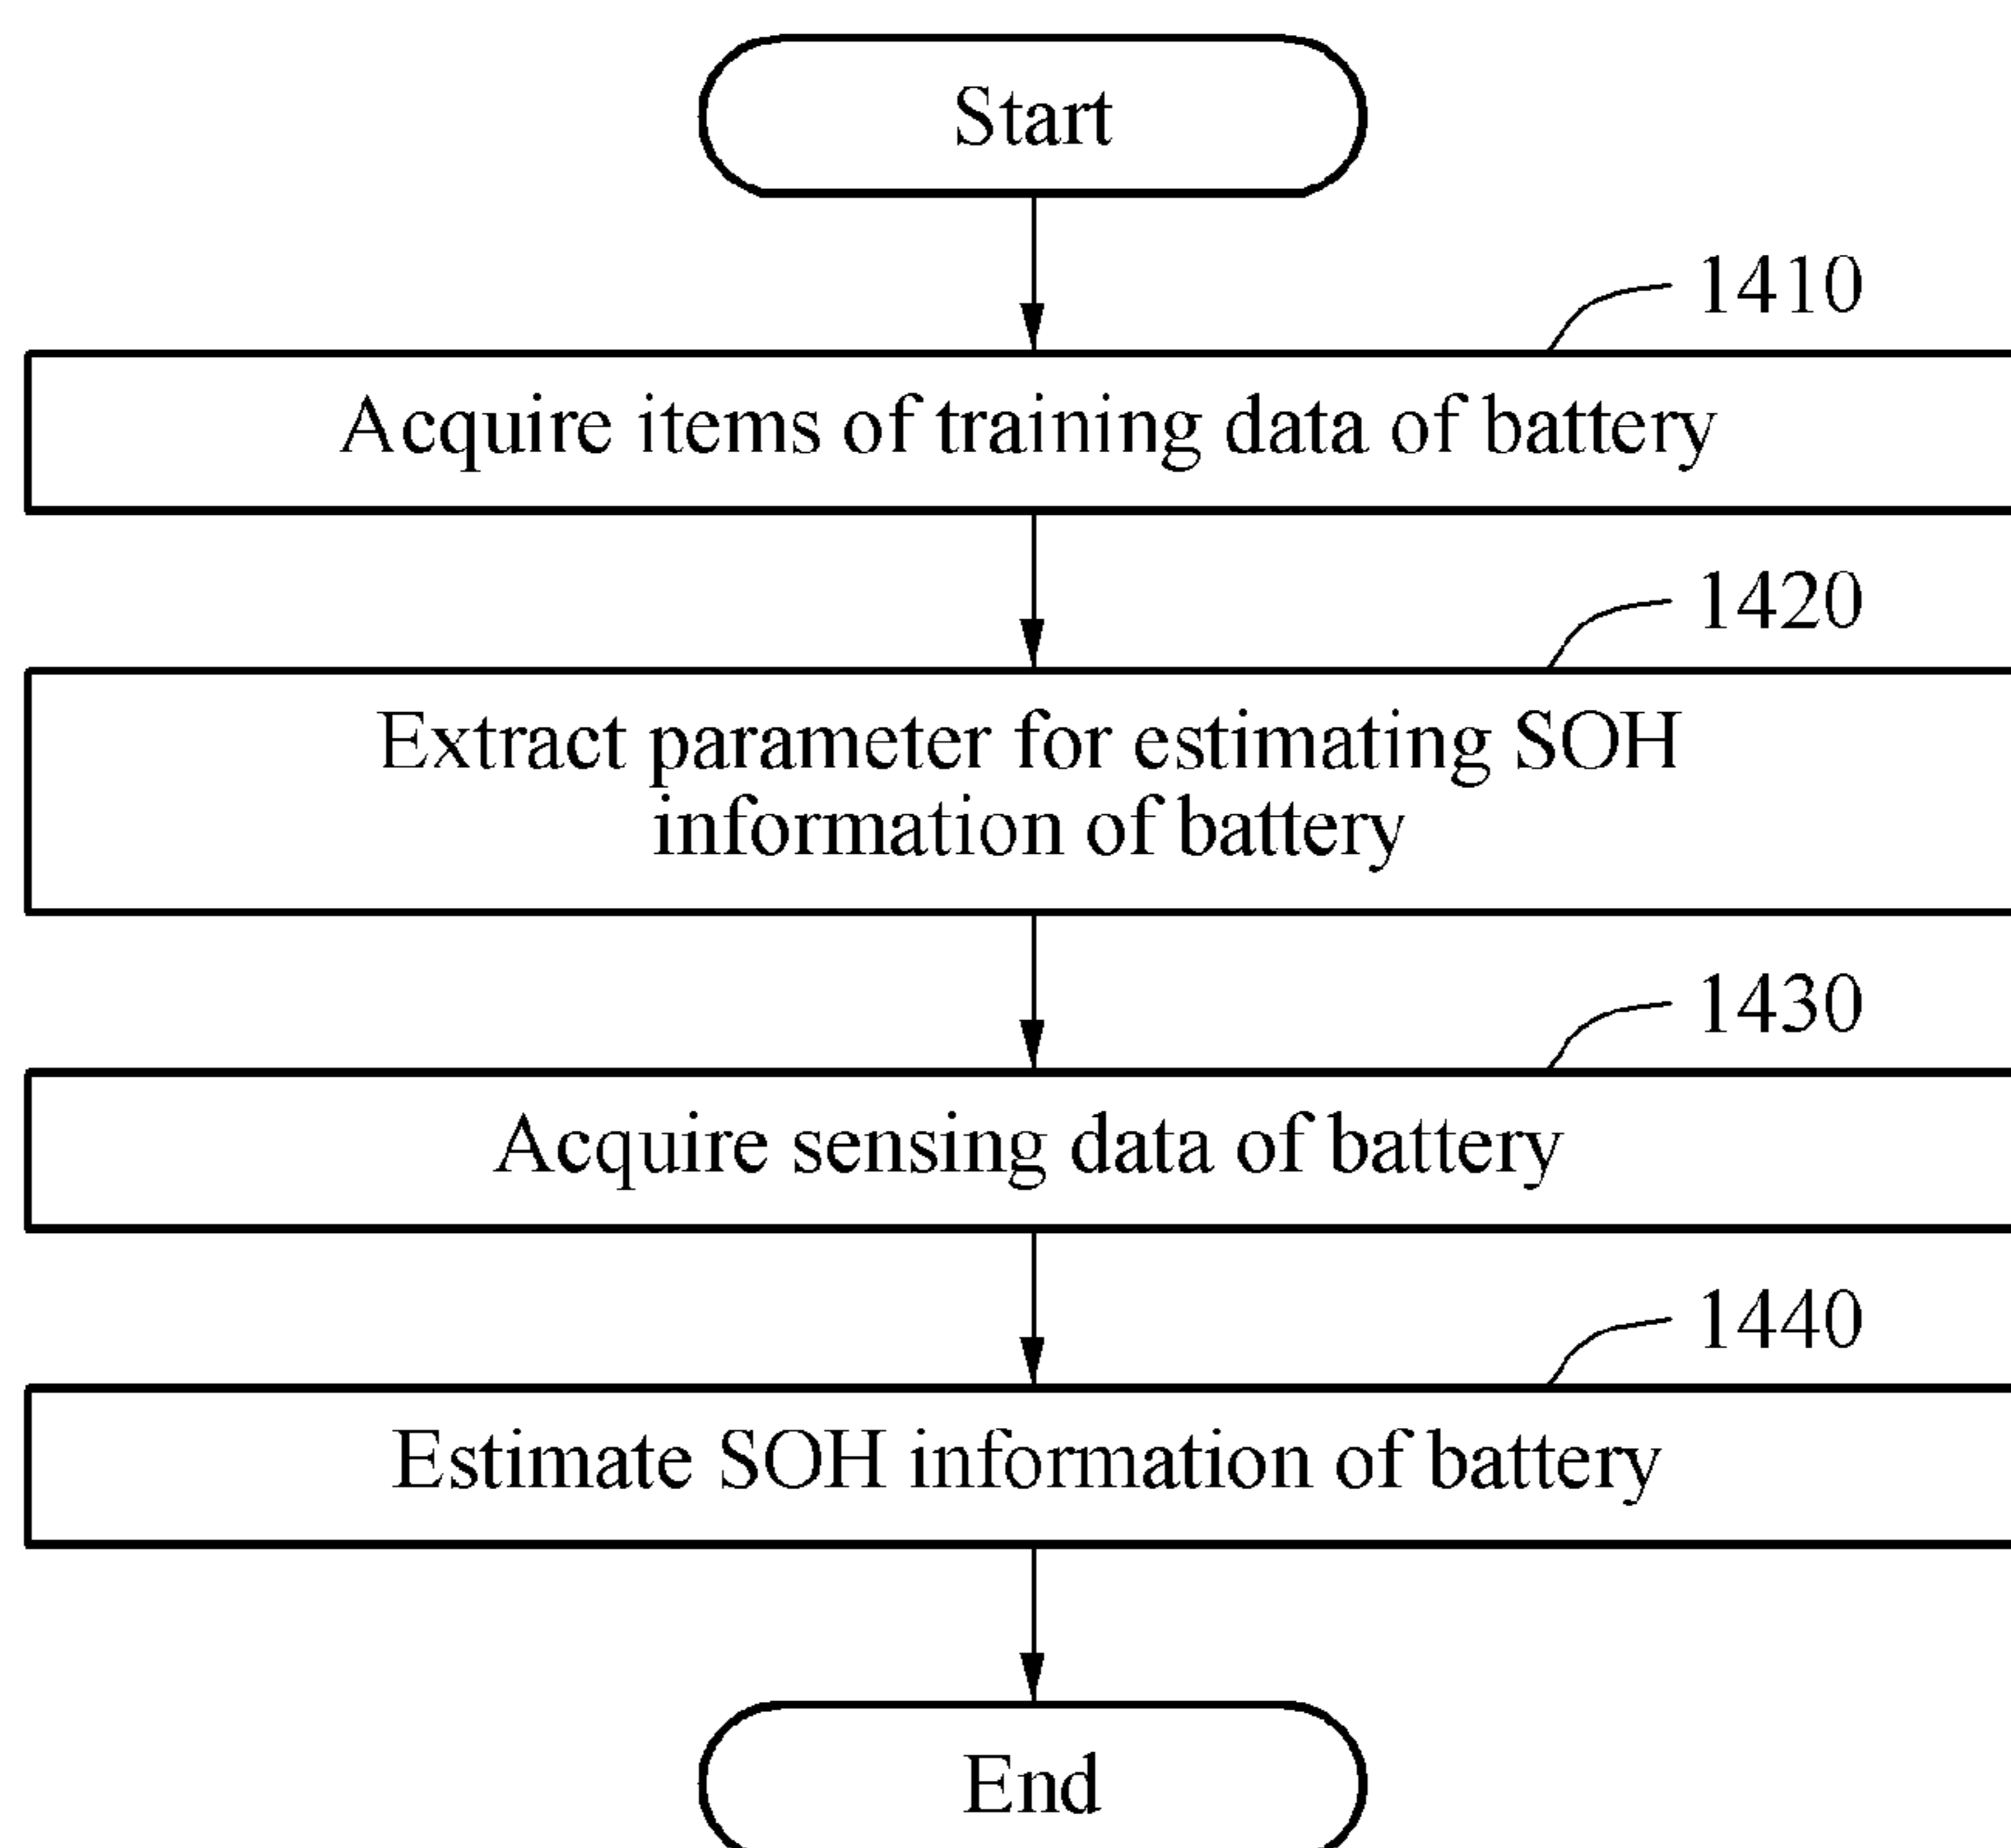 Start
1410
Acquire items of training data of battery
1420
Extract parameter for estimating SOH
information of battery
1430
Acquire sensing data of battery
1440
Estimate SOH information of battery
End